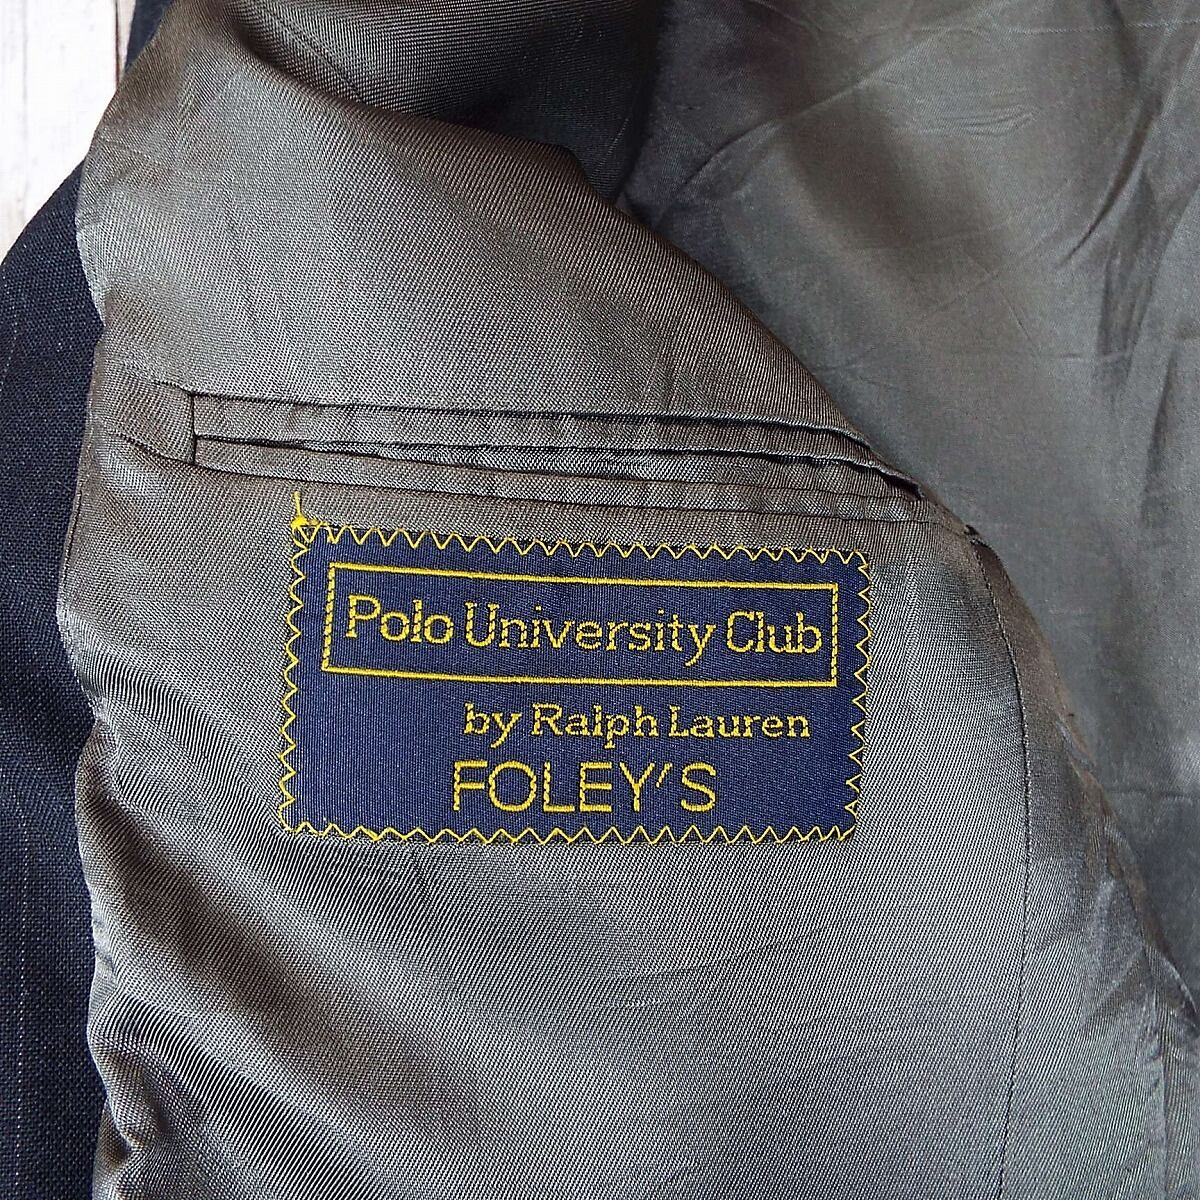 Polo University Club
by Ralph Lauren
FOLEY'S